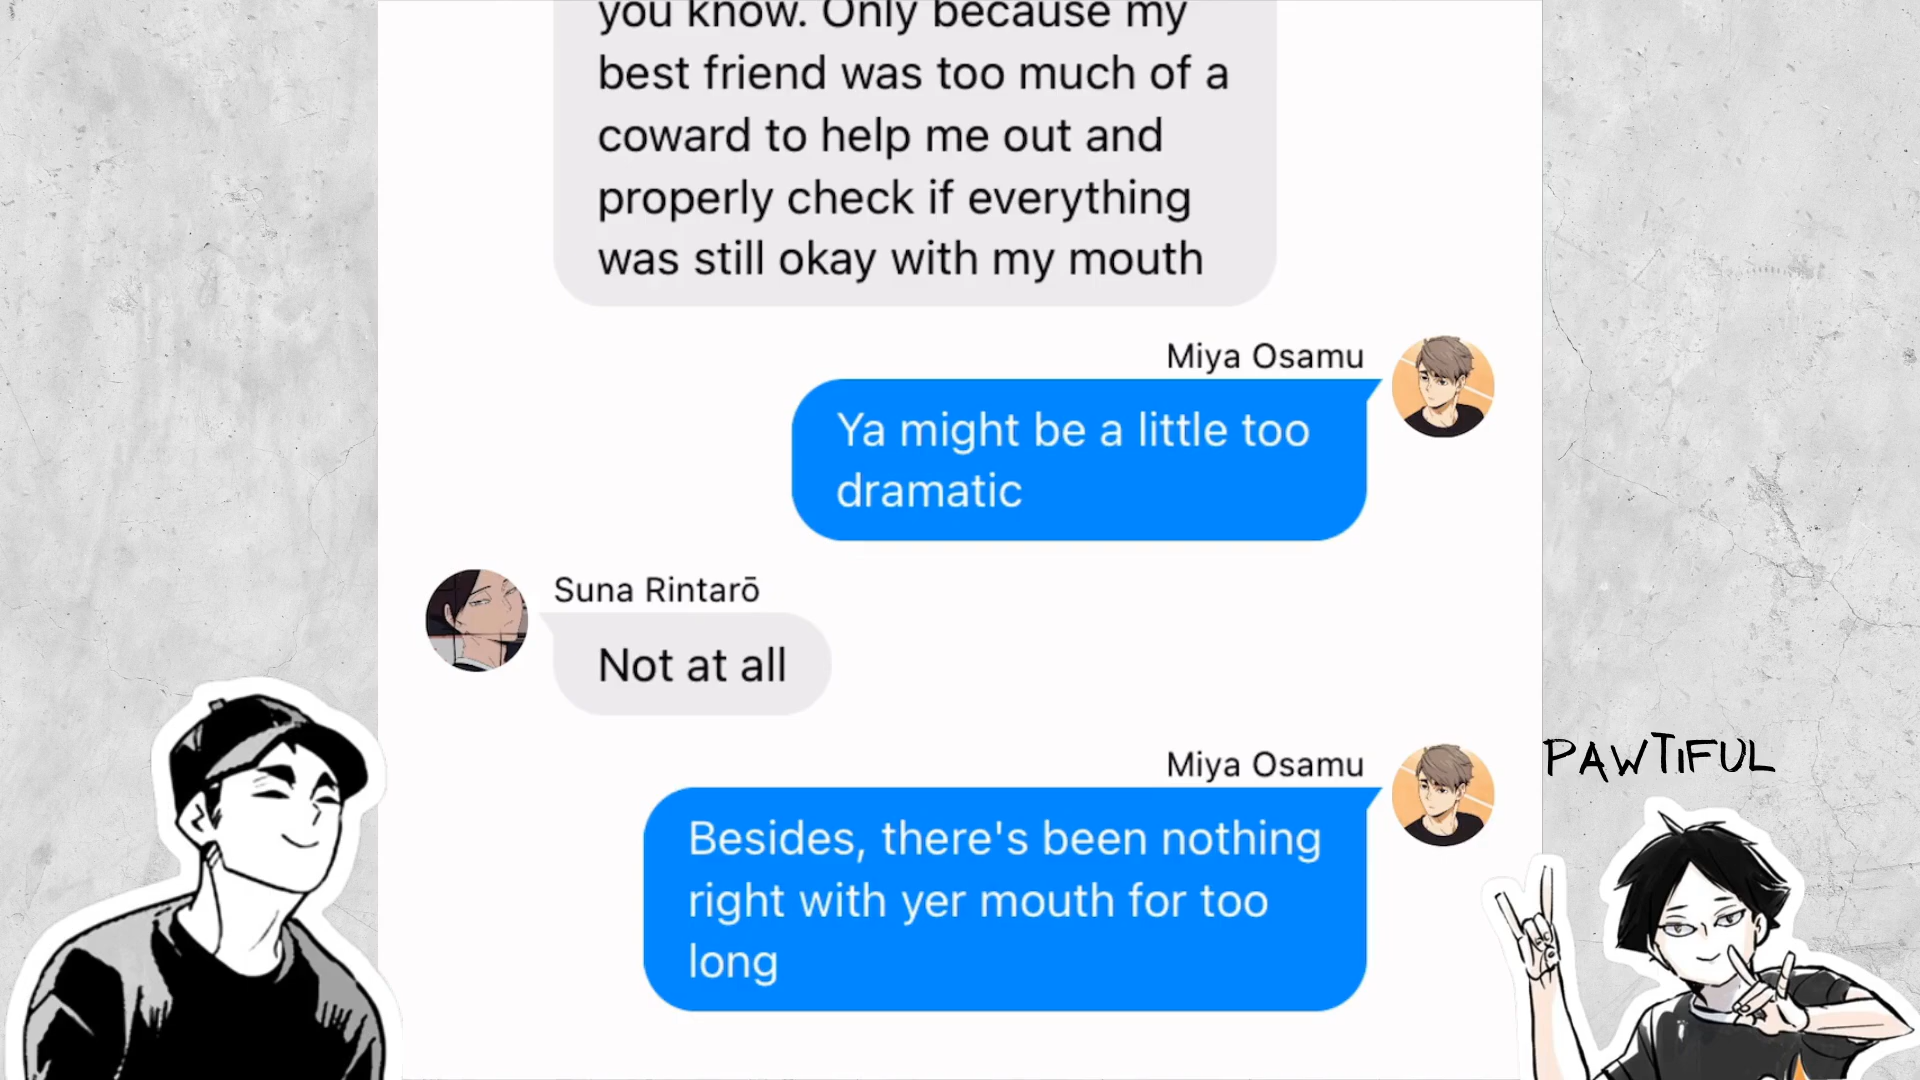 you know. Only because my
best friend was too much of a
coward to help me out and
properly check if everything
was still okay with my mouth
Miya Osamu
Ya might be a little too
dramatic
Suna Rintarō
Not at all
Miya Osamu
Besides, there's been nothing
right with yer mouth for too
long
PAWTIFUL